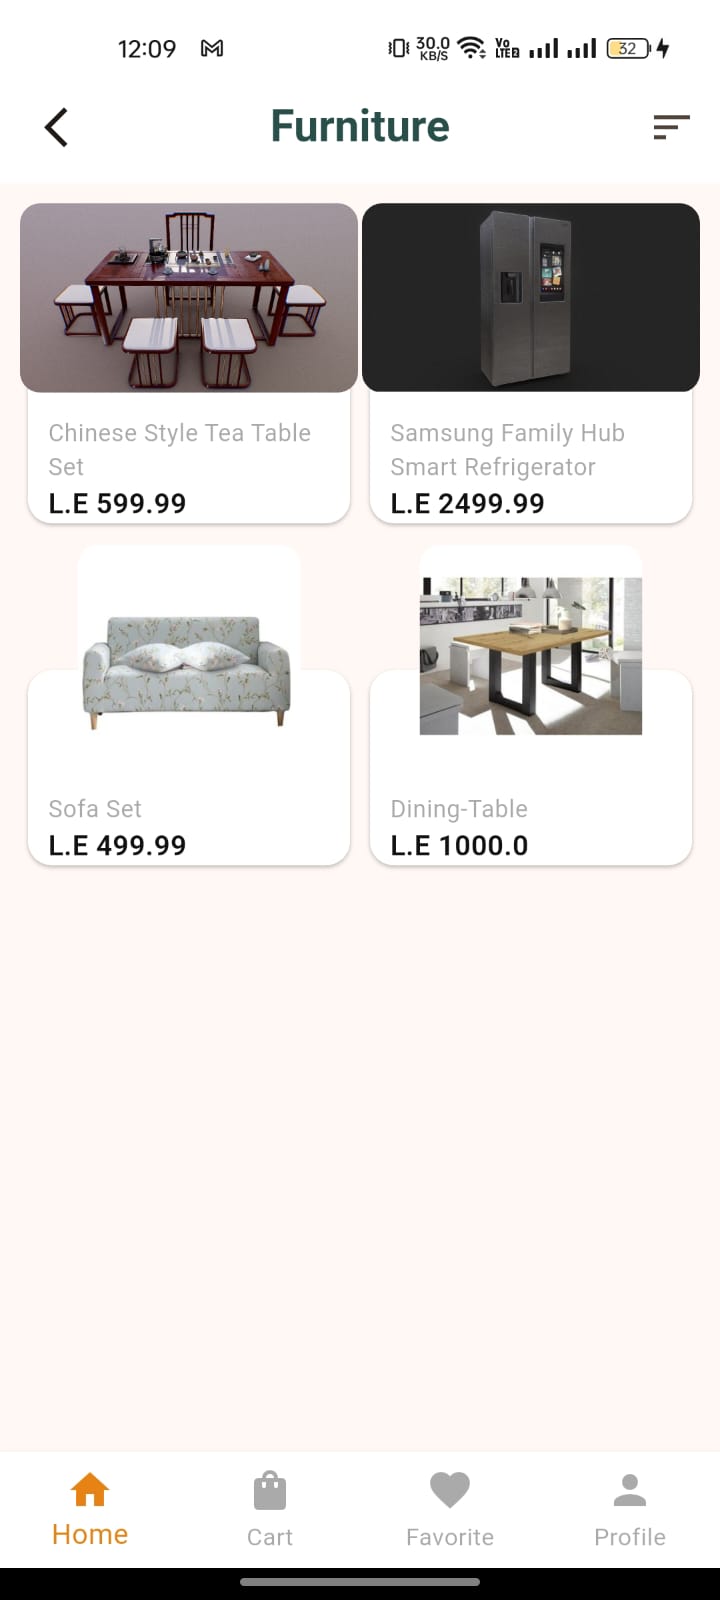 12:09 30.0 KB/S Vo LTE2 32
Furniture
Chinese Style Tea Table
Set
L.E 599.99
Samsung Family Hub
Smart Refrigerator
L.E 2499.99
Sofa Set
L.E 499.99
Dining-Table
L.E 1000.0
Home Cart Favorite Profile